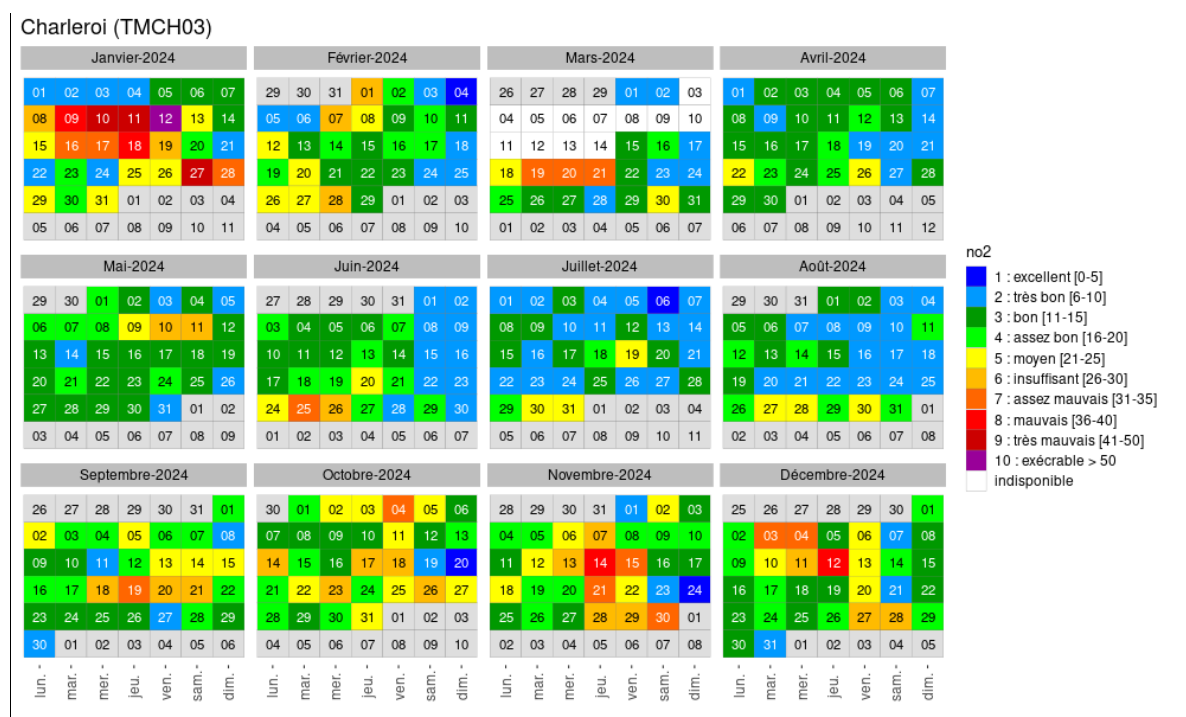 Charleroi (TMCH03)
Janvier-2024 Février-2024 Mars-2024 Avril-2024
01 02 03 04 05 06 07 29 30 31 01 02 03 04 26 27 28 29 01 02 03 01 02 03 04 05 06 07
08 09 10 11 12 13 14 05 06 07 08 09 10 11 04 05 06 07 08 09 10 08 09 10 11 12 13 14
15 16 17 18 19 20 21 12 13 14 15 16 17 18 11 12 13 14 15 16 17 15 16 17 18 19 20 21
22 23 24 25 26 27 28 19 20 21 22 23 24 25 18 19 20 21 22 23 24 22 23 24 25 26 27 28
29 30 31 01 02 03 04 26 27 28 29 01 02 03 25 26 27 28 29 30 31 29 30 01 02 03 04 05
05 06 07 08 09 10 11 04 05 06 07 08 09 10 01 02 03 04 05 06 07 06 07 08 09 10 11 12
Mai-2024 Juin-2024 Juillet-2024 Août-2024
29 30 01 02 03 04 05 27 28 29 30 31 01 02 01 02 03 04 05 06 07 29 30 31 01 02 03 04
06 07 08 09 10 11 12 03 04 05 06 07 08 09 08 09 10 11 12 13 14 05 06 07 08 09 10 11
13 14 15 16 17 18 19 10 11 12 13 14 15 16 15 16 17 18 19 20 21 12 13 14 15 16 17 18
20 21 22 23 24 25 26 17 18 19 20 21 22 23 22 23 24 25 26 27 28 19 20 21 22 23 24 25
27 28 29 30 31 01 02 24 25 26 27 28 29 30 29 30 31 01 02 03 04 26 27 28 29 30 31 01
03 04 05 06 07 08 09 01 02 03 04 05 06 07 05 06 07 08 09 10 11 02 03 04 05 06 07 08
Septembre-2024 Octobre-2024 Novembre-2024 Décembre-2024
26 27 28 29 30 31 01 30 01 02 03 04 05 06 28 29 30 31 01 02 03 25 26 27 28 29 30 01
02 03 04 05 06 07 08 07 08 09 10 11 12 13 04 05 06 07 08 09 10 02 03 04 05 06 07 08
09 10 11 12 13 14 15 14 15 16 17 18 19 20 11 12 13 14 15 16 17 09 10 11 12 13 14 15
16 17 18 19 20 21 22 21 22 23 24 25 26 27 18 19 20 21 22 23 24 16 17 18 19 20 21 22
23 24 25 26 27 28 29 28 29 30 31 01 02 03 25 26 27 28 29 30 01 23 24 25 26 27 28 29
30 01 02 03 04 05 06 04 05 06 07 08 09 10 02 03 04 05 06 07 08 30 31 01 02 03 04 05
lun. - mar. - mer. - jeu. - ven. - sam. - dim. - lun. - mar. - mer. - jeu. - ven. - sam. - dim. - lun. - mar. - mer. - jeu. - ven. - sam. - dim. - lun. - mar. - mer. - jeu. - ven. - sam. - dim. -
no2
1 : excellent [0-5]
2 : très bon [6-10]
3 : bon [11-15]
4 : assez bon [16-20]
5 : moyen [21-25]
6 : insuffisant [26-30]
7 : assez mauvais [31-35]
8 : mauvais [36-40]
9 : très mauvais [41-50]
10 : exécrable > 50
indisponible